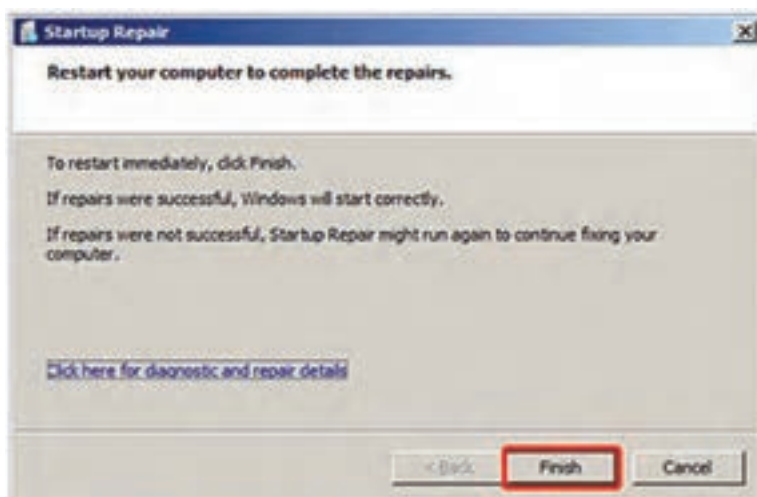 Startup Repair
Restart your computer to complete the repairs.
To restart immediately, click Finish.
If repairs were successful, Windows will start correctly.
If repairs were not successful, Startup Repair might run again to continue fixing your
computer.
Click here for diagnostic and repair details
< Back Finish Cancel